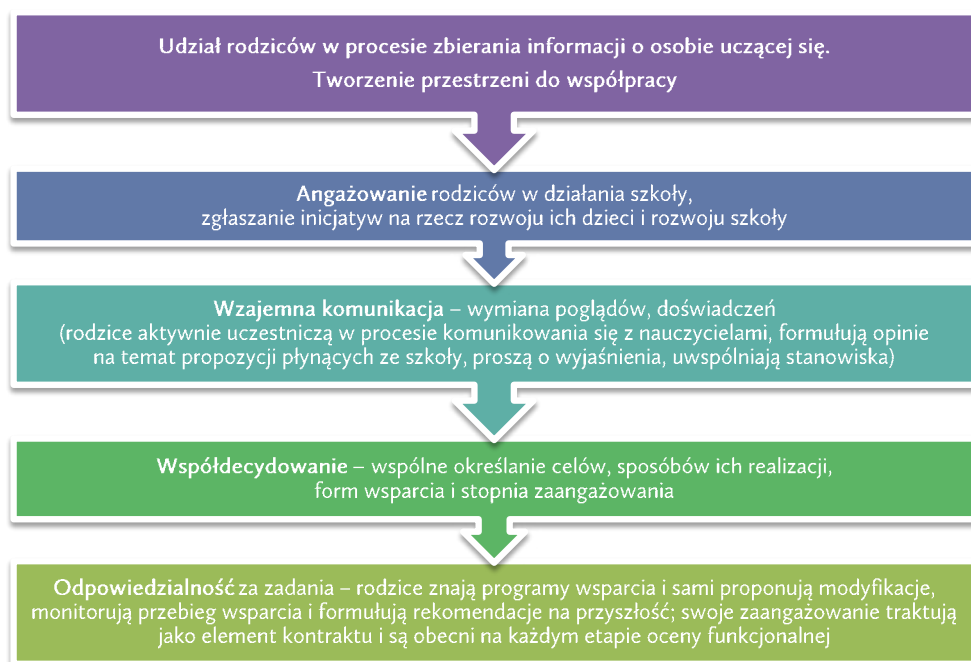 Udział rodziców w procesie zbierania informacji o osobie uczącej się.
Tworzenie przestrzeni do współpracy
Angażowanie rodziców w działania szkoły,
zgłaszanie inicjatyw na rzecz rozwoju ich dzieci i rozwoju szkoły
Wzajemna komunikacja – wymiana poglądów, doświadczeń
(rodzice aktywnie uczestniczą w procesie komunikowania się z nauczycielami, formułują opinie
na temat propozycji płynących ze szkoły, proszą o wyjaśnienia, uwspólniają stanowiska)
Współdecydowanie – wspólne określanie celów, sposóbów ich realizacji,
form wsparcia i stopnia zaangażowania
Odpowiedzialność za zadania – rodzice znają programy wsparcia i sami proponują modyfikacje,
monitorują przebieg wsparcia i formułują rekomendacje na przyszłość; swoje zaangażowanie traktują
jako element kontraktu i są obecni na każdym etapie oceny funkcjonalnej